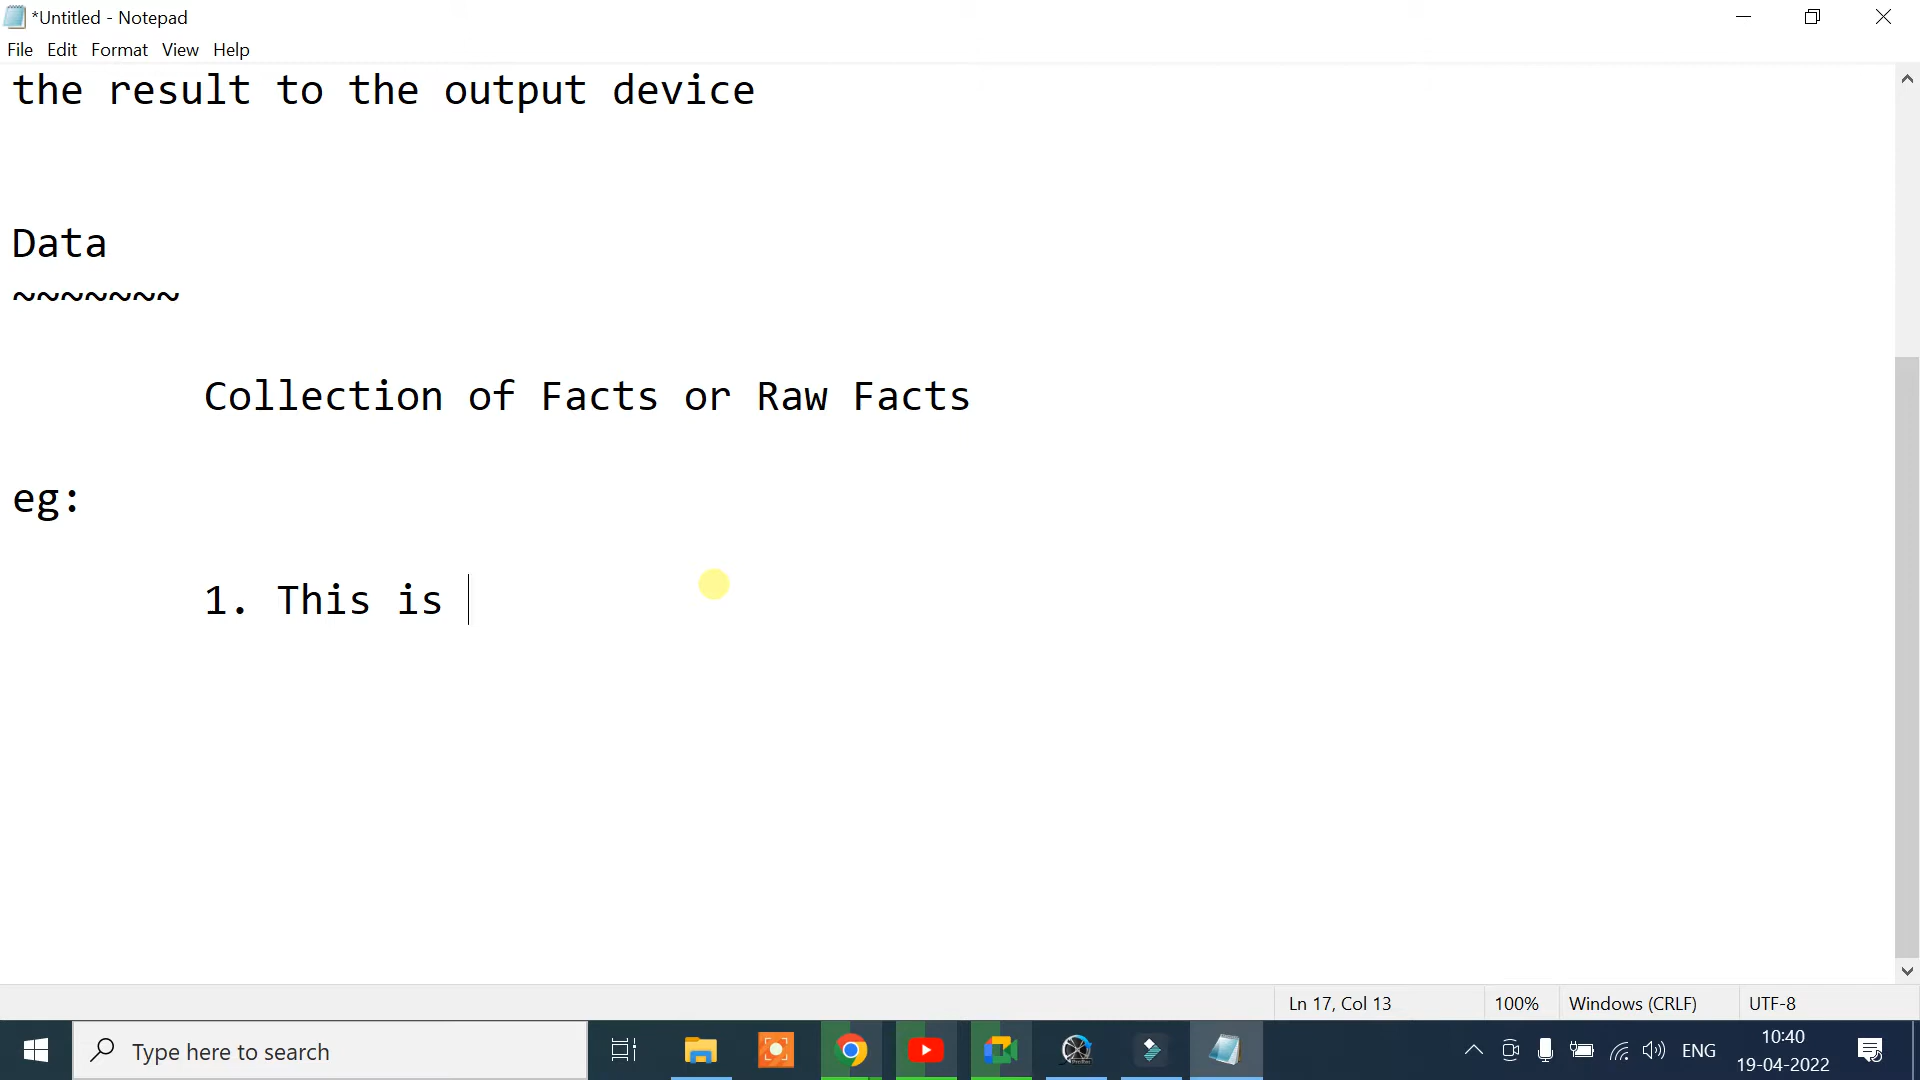 *Untitled - Notepad
File Edit Format View Help
the result to the output device
Data
~~~~~~~
Collection of Facts or Raw Facts
eg:
1. This is
Ln 17, Col 13
100%
Windows (CRLF)
UTF-8
Type here to search
ENG
10:40
19-04-2022